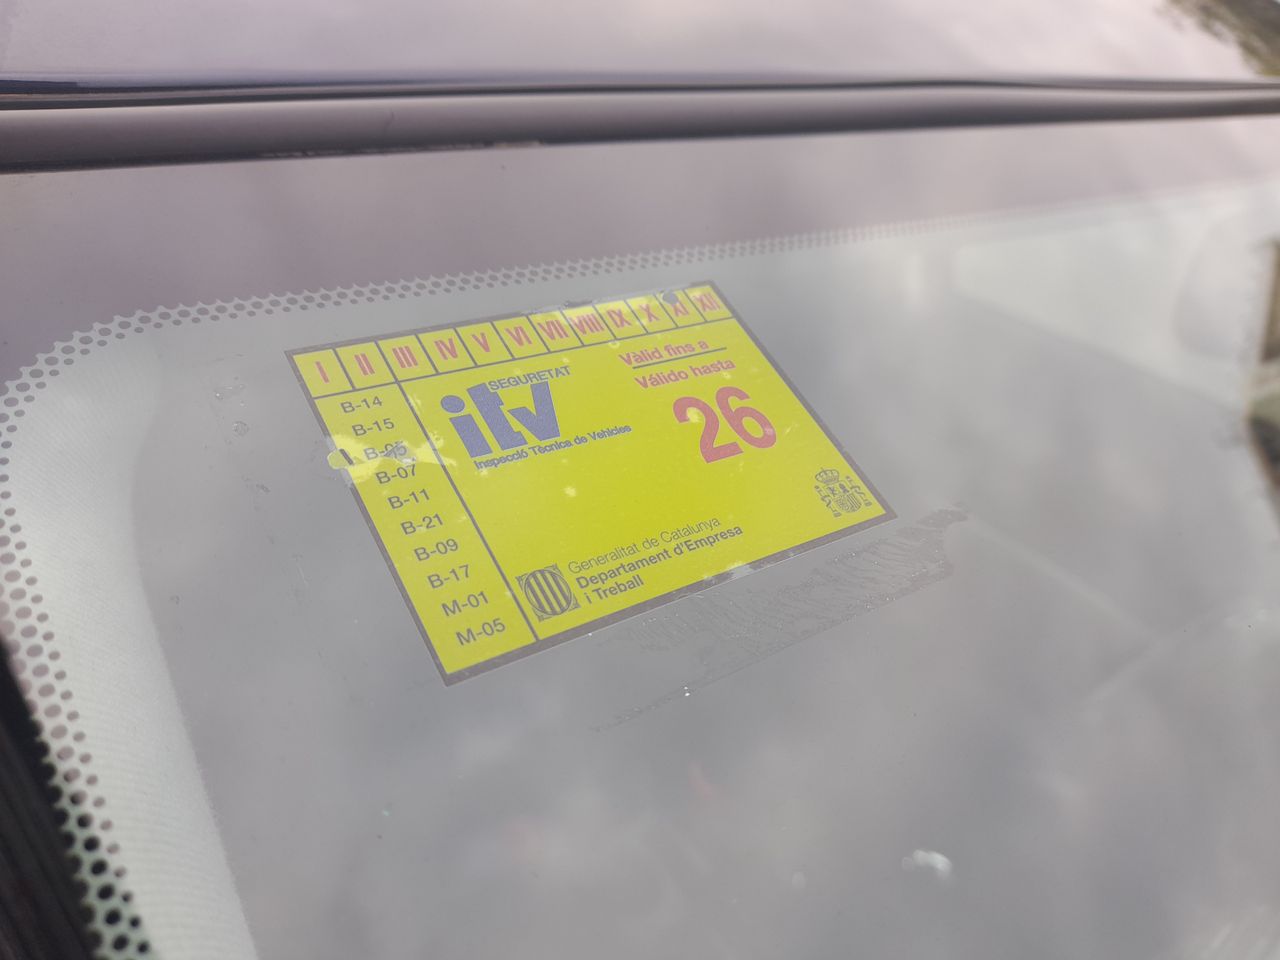 I II III IV V VI VII VIII IX X XI XII
B-14
B-15
B-05
B-07
B-11
B-21
B-09
B-17
M-01
M-05
SEGURETAT
itv
Inspecció Tècnica de Vehicles
Vàlid fins a
Válido hasta
26
Generalitat de Catalunya
Departament d'Empresa
i Treball